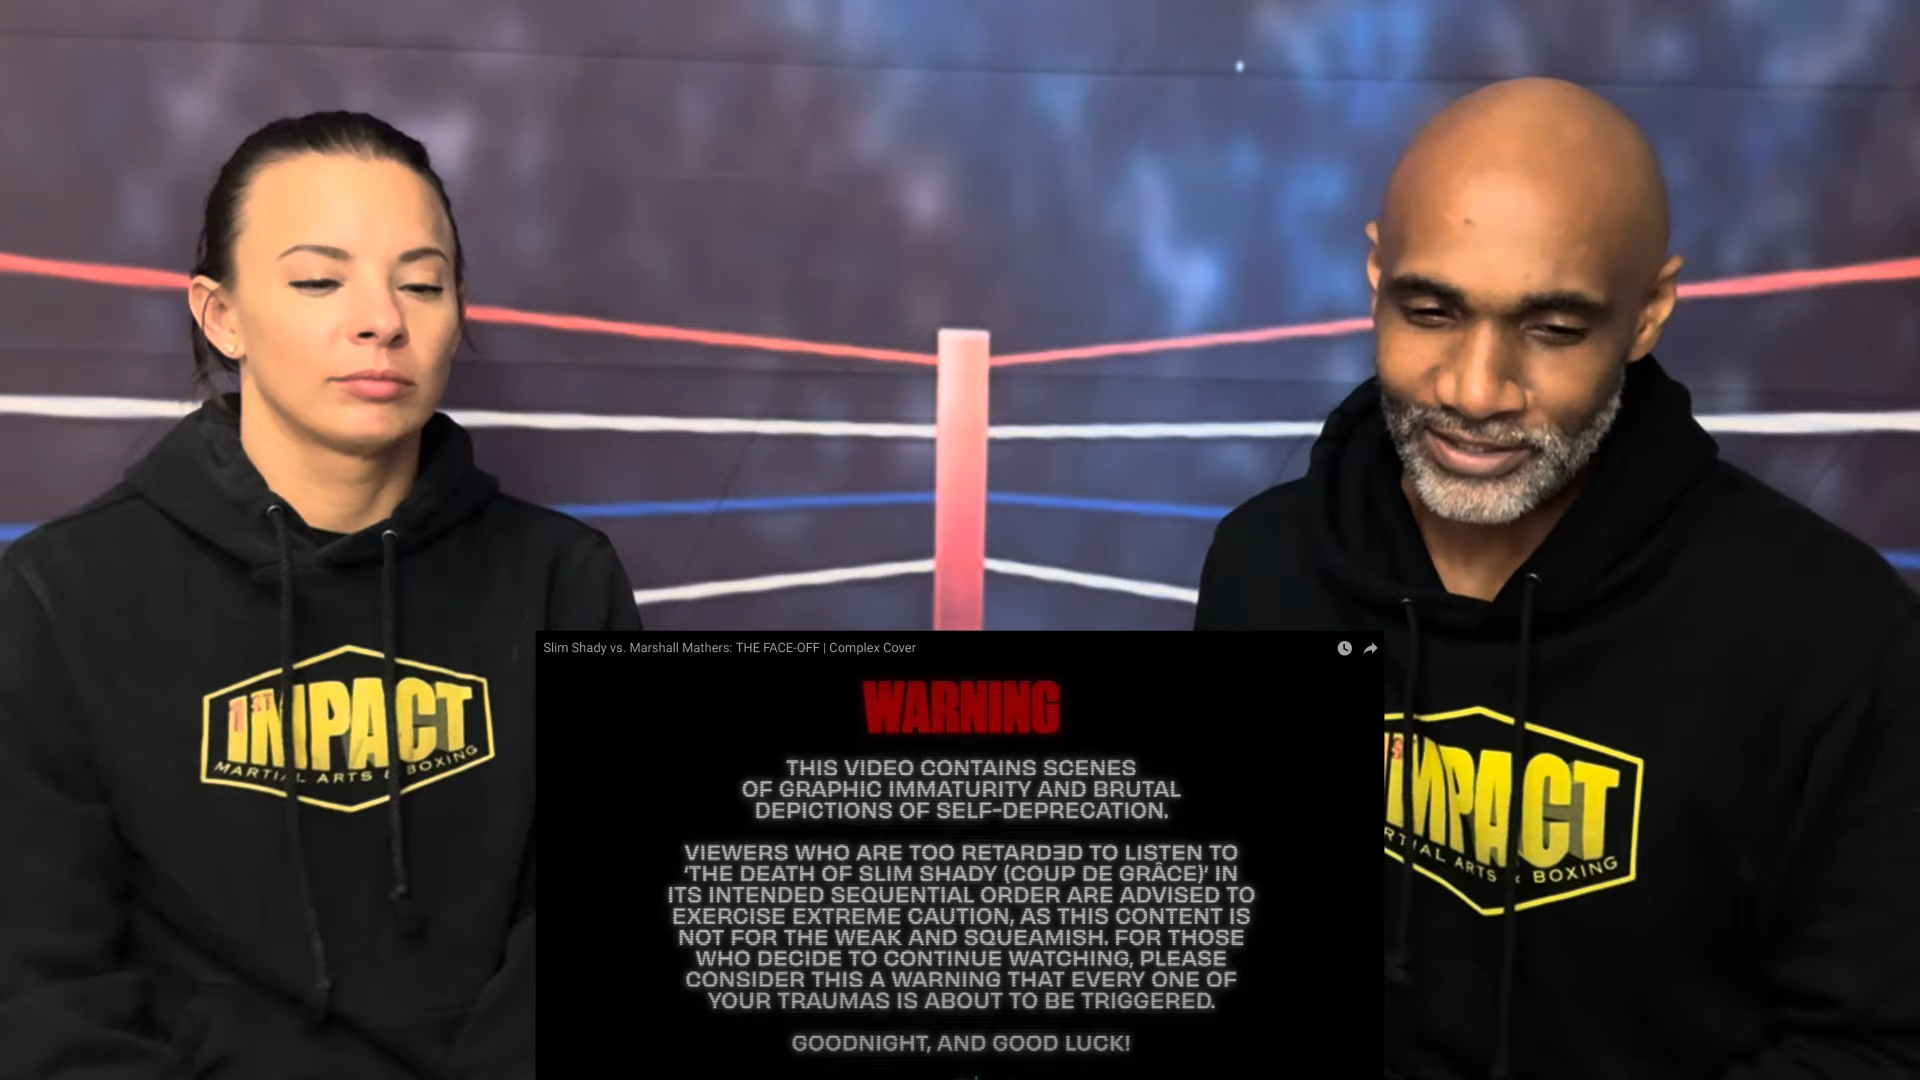 1ST IMPACT
MARTIAL ARTS & BOXING
IMPACT
ARTS & BOXING
Slim Shady vs. Marshall Mathers: THE FACE-OFF | Complex Cover
WARNING
THIS VIDEO CONTAINS SCENES
OF GRAPHIC IMMATURITY AND BRUTAL
DEPICTIONS OF SELF-DEPRECATION.
VIEWERS WHO ARE TOO RETARDƎD TO LISTEN TO
'THE DEATH OF SLIM SHADY (COUP DE GRÂCE)' IN
ITS INTENDED SEQUENTIAL ORDER ARE ADVISED TO
EXERCISE EXTREME CAUTION, AS THIS CONTENT IS
NOT FOR THE WEAK AND SQUEAMISH. FOR THOSE
WHO DECIDE TO CONTINUE WATCHING, PLEASE
CONSIDER THIS A WARNING THAT EVERY ONE OF
YOUR TRAUMAS IS ABOUT TO BE TRIGGERED.
GOODNIGHT, AND GOOD LUCK!